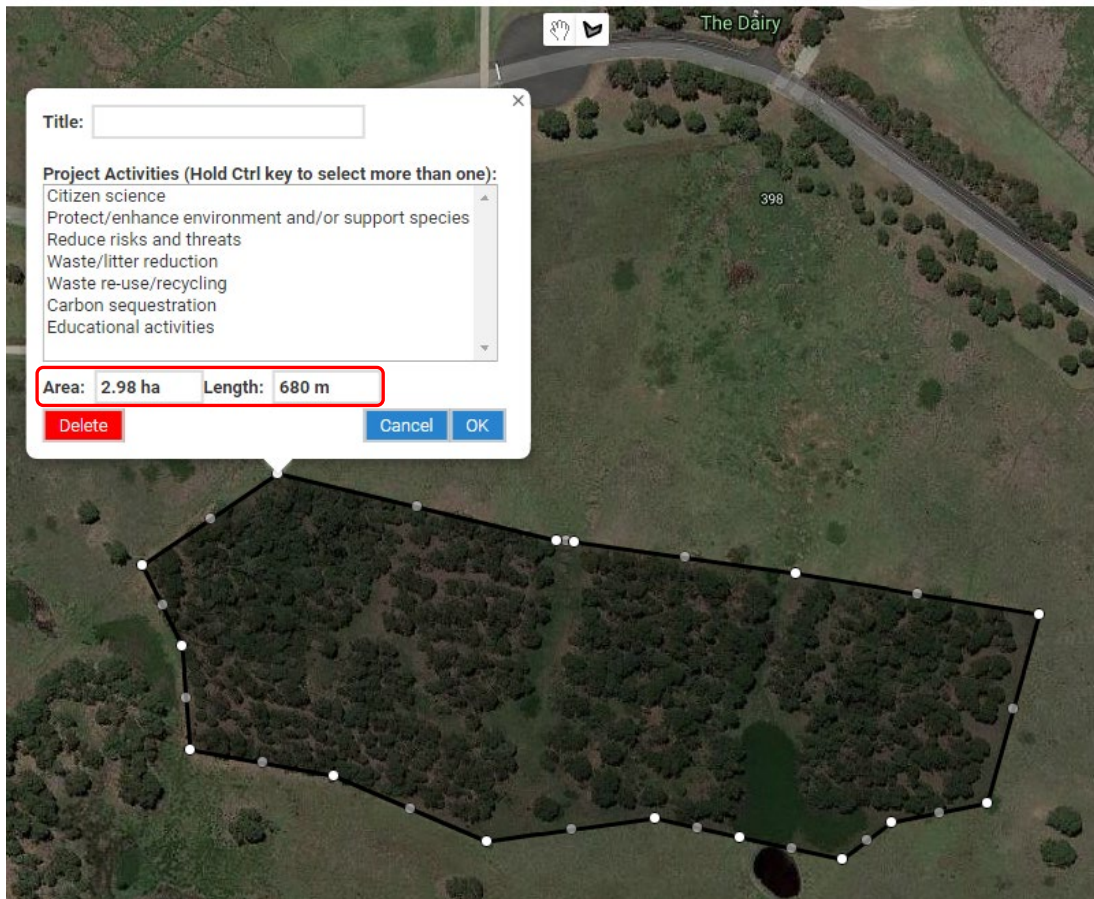 The Dairy
×
Title:
Project Activities (Hold Ctrl key to select more than one):
Citizen science
Protect/enhance environment and/or support species
Reduce risks and threats
Waste/litter reduction
Waste re-use/recycling
Carbon sequestration
Educational activities
Area: 2.98 ha Length: 680 m
Delete Cancel OK
398